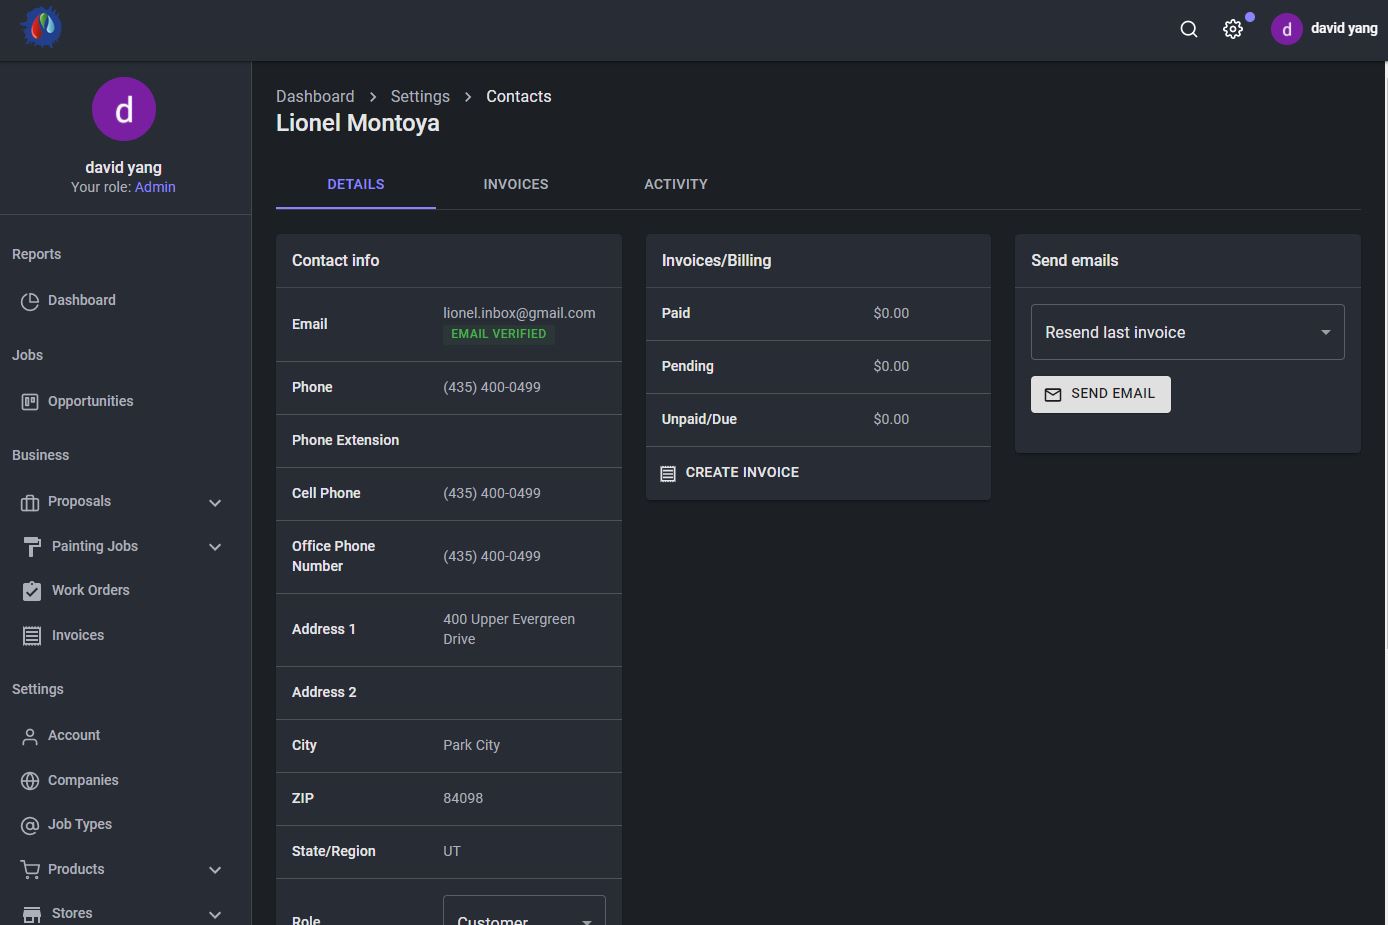 david yang
d
d
david yang
Your role: Admin
Reports
Dashboard
Jobs
Opportunities
Business
Proposals
Painting Jobs
Work Orders
Invoices
Settings
Account
Companies
Job Types
Products
Stores
Dashboard > Settings > Contacts
Lionel Montoya
DETAILS INVOICES ACTIVITY
Contact info
Email lionel.inbox@gmail.com
EMAIL VERIFIED
Phone (435) 400-0499
Phone Extension
Cell Phone (435) 400-0499
Office Phone
Number (435) 400-0499
Address 1 400 Upper Evergreen
Drive
Address 2
City Park City
ZIP 84098
State/Region UT
Role Customer
Invoices/Billing
Paid $0.00
Pending $0.00
Unpaid/Due $0.00
CREATE INVOICE
Send emails
Resend last invoice
SEND EMAIL